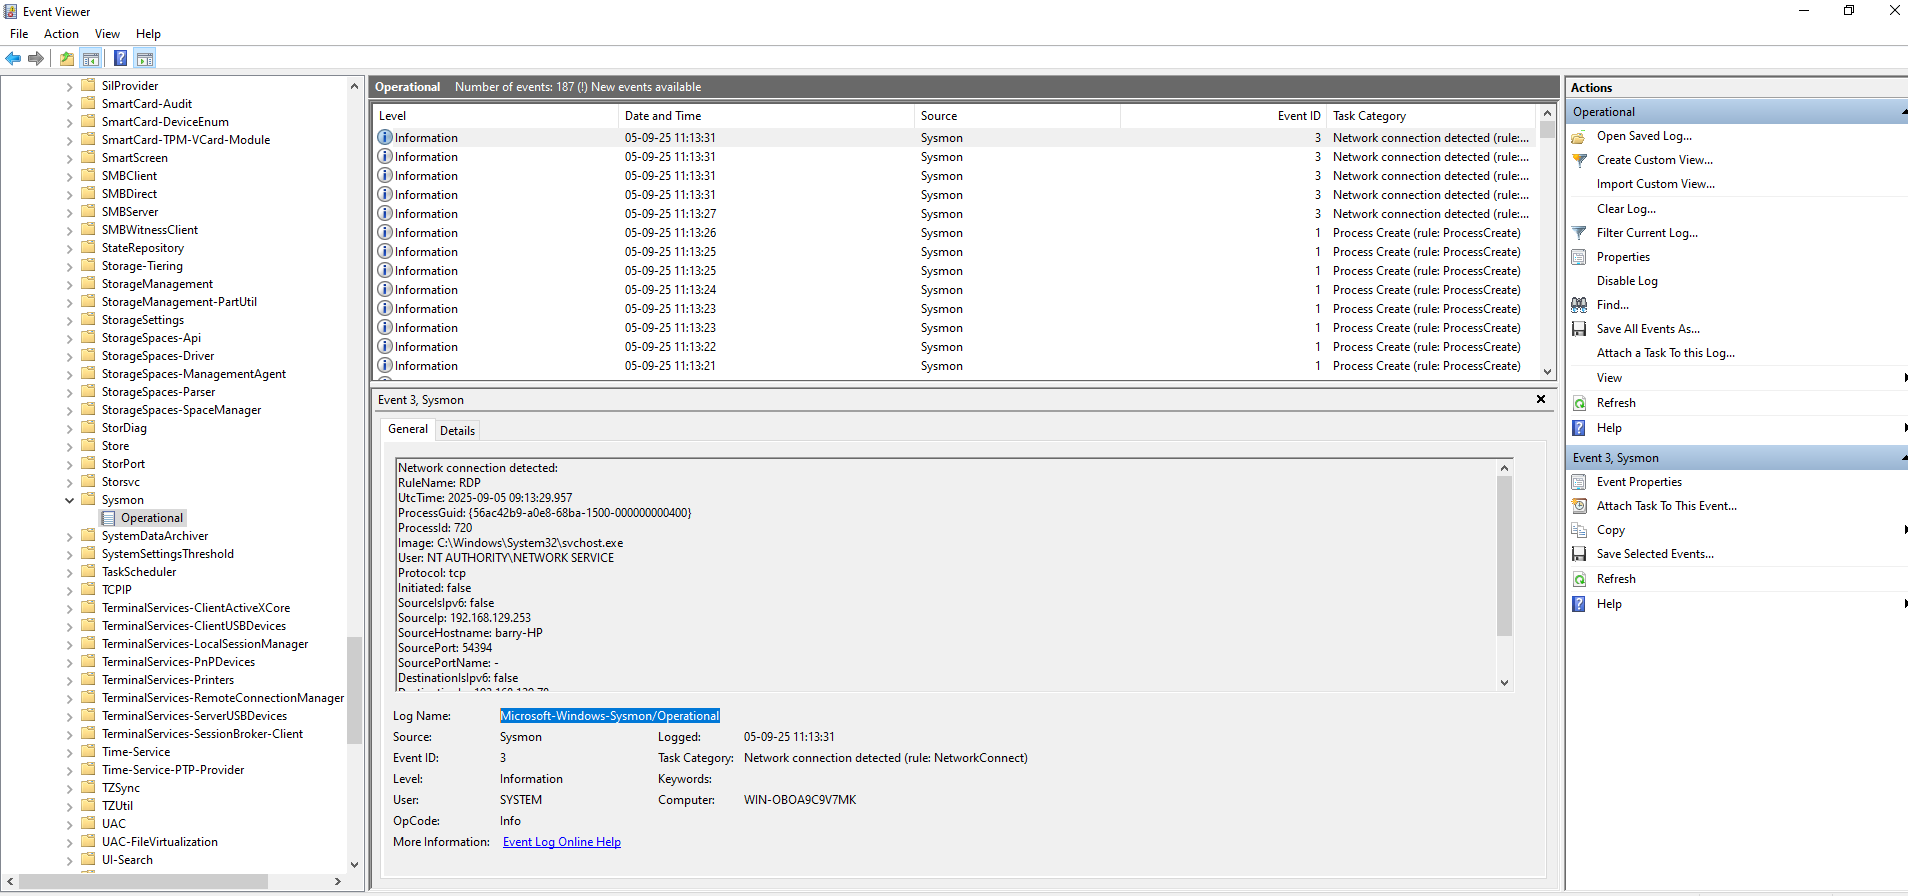 Event Viewer
File Action View Help
SilProvider
SmartCard-Audit
SmartCard-DeviceEnum
SmartCard-TPM-VCard-Module
SmartScreen
SMBClient
SMBDirect
SMBServer
SMBWitnessClient
StateRepository
Storage-Tiering
StorageManagement
StorageManagement-PartUtil
StorageSettings
StorageSpaces-Api
StorageSpaces-Driver
StorageSpaces-ManagementAgent
StorageSpaces-Parser
StorageSpaces-SpaceManager
StorDiag
Store
StorPort
Storsvc
Sysmon
Operational
SystemDataArchiver
SystemSettingsThreshold
TaskScheduler
TCPIP
TerminalServices-ClientActiveXCore
TerminalServices-ClientUSBDevices
TerminalServices-LocalSessionManager
TerminalServices-PnPDevices
TerminalServices-Printers
TerminalServices-RemoteConnectionManager
TerminalServices-ServerUSBDevices
TerminalServices-SessionBroker-Client
Time-Service
Time-Service-PTP-Provider
TZSync
TZUtil
UAC
UAC-FileVirtualization
UI-Search
Operational Number of events: 187 (!) New events available
Level Date and Time Source Event ID Task Category
Information 05-09-25 11:13:31 Sysmon 3 Network connection detected (rule:...
Information 05-09-25 11:13:31 Sysmon 3 Network connection detected (rule:...
Information 05-09-25 11:13:31 Sysmon 3 Network connection detected (rule:...
Information 05-09-25 11:13:31 Sysmon 3 Network connection detected (rule:...
Information 05-09-25 11:13:27 Sysmon 3 Network connection detected (rule:...
Information 05-09-25 11:13:26 Sysmon 1 Process Create (rule: ProcessCreate)
Information 05-09-25 11:13:25 Sysmon 1 Process Create (rule: ProcessCreate)
Information 05-09-25 11:13:25 Sysmon 1 Process Create (rule: ProcessCreate)
Information 05-09-25 11:13:24 Sysmon 1 Process Create (rule: ProcessCreate)
Information 05-09-25 11:13:23 Sysmon 1 Process Create (rule: ProcessCreate)
Information 05-09-25 11:13:23 Sysmon 1 Process Create (rule: ProcessCreate)
Information 05-09-25 11:13:22 Sysmon 1 Process Create (rule: ProcessCreate)
Information 05-09-25 11:13:21 Sysmon 1 Process Create (rule: ProcessCreate)
Event 3, Sysmon
General Details
Network connection detected:
RuleName: RDP
UtcTime: 2025-09-05 09:13:29.957
ProcessGuid: {56ac42b9-a0e8-68ba-1500-000000000400}
ProcessId: 720
Image: C:\Windows\System32\svchost.exe
User: NT AUTHORITY\NETWORK SERVICE
Protocol: tcp
Initiated: false
SourceIsIpv6: false
SourceIp: 192.168.129.253
SourceHostname: barry-HP
SourcePort: 54394
SourcePortName: -
DestinationIsIpv6: false
Log Name: Microsoft-Windows-Sysmon/Operational
Source: Sysmon Logged: 05-09-25 11:13:31
Event ID: 3 Task Category: Network connection detected (rule: NetworkConnect)
Level: Information Keywords:
User: SYSTEM Computer: WIN-OBOA9C9V7MK
OpCode: Info
More Information: Event Log Online Help
Actions
Operational
Open Saved Log...
Create Custom View...
Import Custom View...
Clear Log...
Filter Current Log...
Properties
Disable Log
Find...
Save All Events As...
Attach a Task To this Log...
View
Refresh
Help
Event 3, Sysmon
Event Properties
Attach Task To This Event...
Copy
Save Selected Events...
Refresh
Help